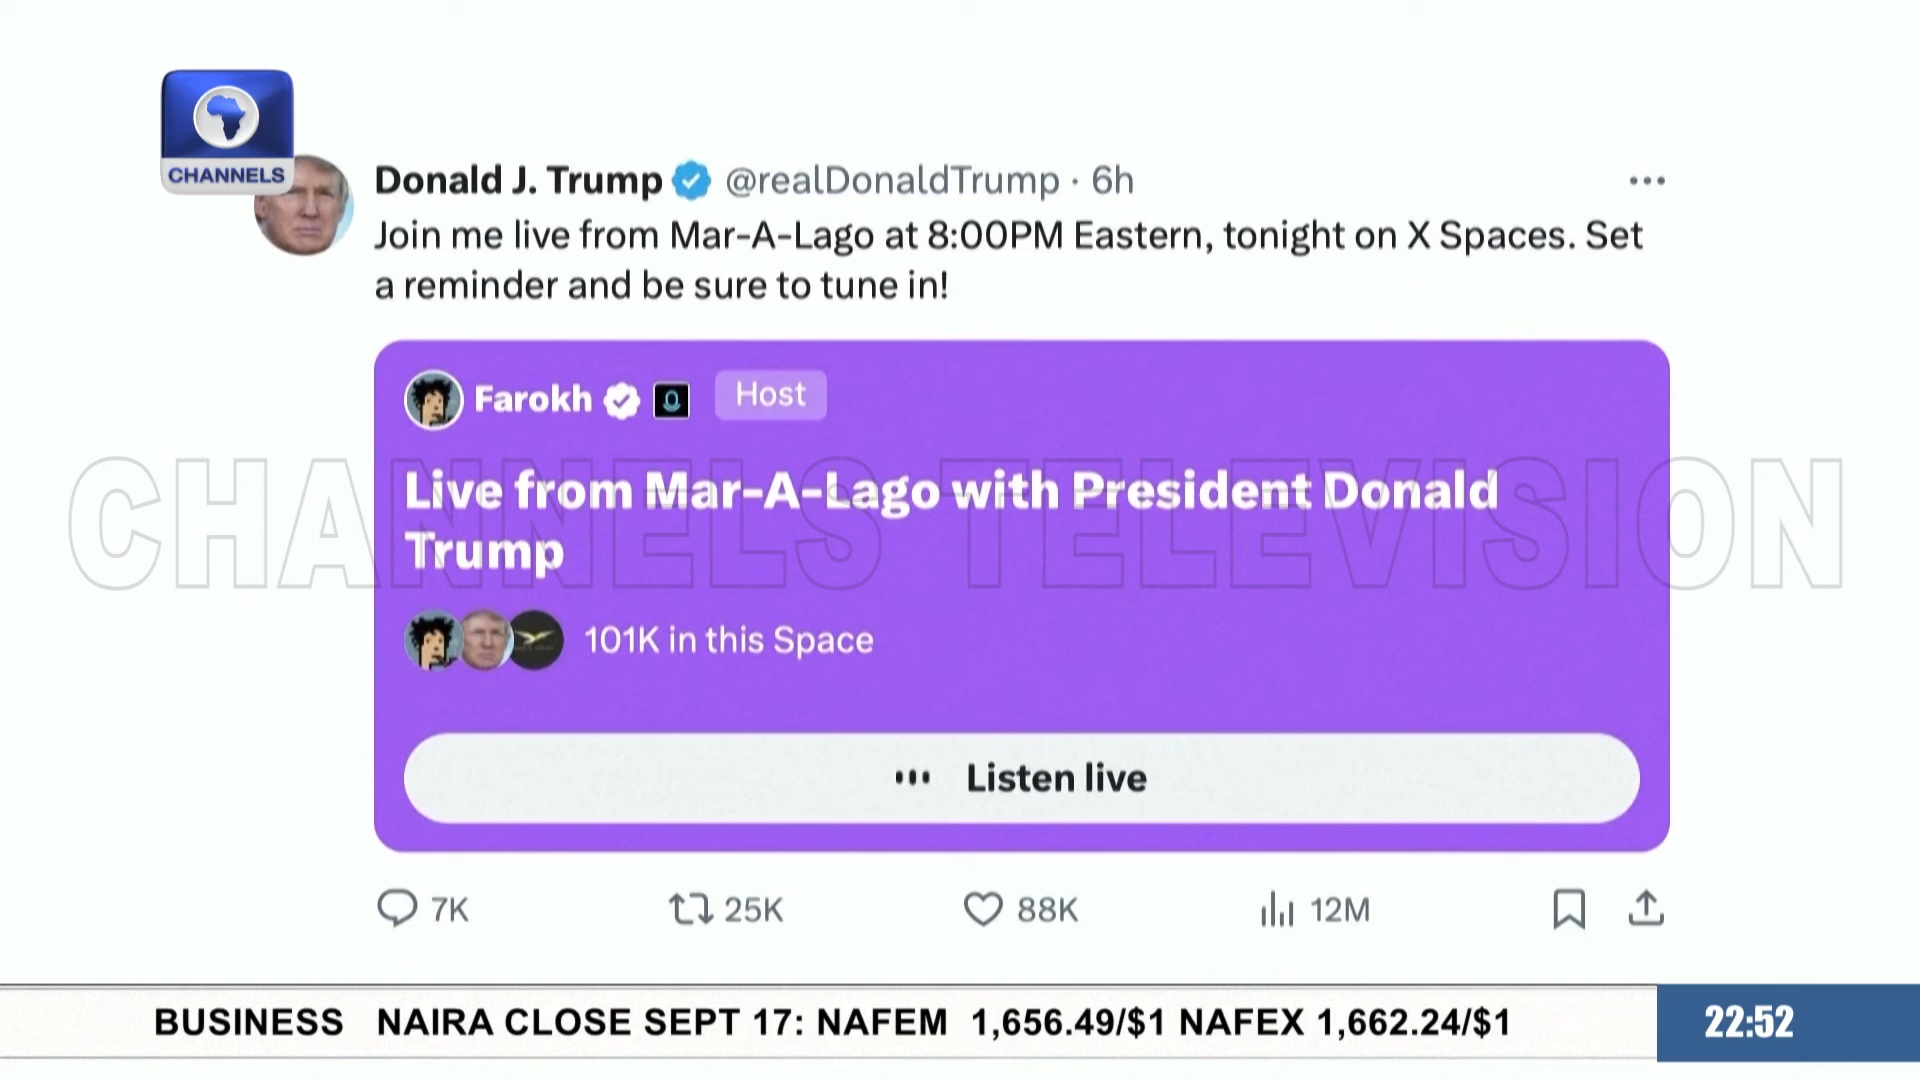 CHANNELS
Donald J. Trump @realDonaldTrump · 6h
Join me live from Mar-A-Lago at 8:00PM Eastern, tonight on X Spaces. Set
a reminder and be sure to tune in!
Farokh Host
Live from Mar-A-Lago with President Donald
Trump
CHANNELS TELEVISION
101K in this Space
Listen live
7K 25K 88K 12M
BUSINESS NAIRA CLOSE SEPT 17: NAFEM 1,656.49/$1 NAFEX 1,662.24/$1
22:52